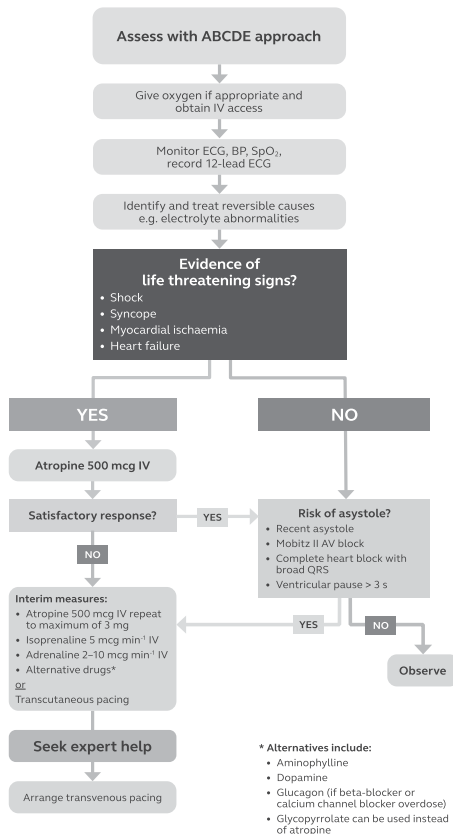 Assess with ABCDE approach
Give oxygen if appropriate and
obtain IV access
Monitor ECG, BP, SpO₂,
record 12-lead ECG
Identify and treat reversible causes
e.g. electrolyte abnormalities
Evidence of
life threatening signs?
• Shock
• Syncope
• Myocardial ischaemia
• Heart failure
YES
NO
Atropine 500 mcg IV
Satisfactory response?
YES
NO
Risk of asystole?
• Recent asystole
• Mobitz II AV block
• Complete heart block with
broad QRS
• Ventricular pause > 3 s
Interim measures:
• Atropine 500 mcg IV repeat
to maximum of 3 mg
• Isoprenaline 5 mcg min⁻¹ IV
• Adrenaline 2–10 mcg min⁻¹ IV
• Alternative drugs*
or
Transcutaneous pacing
YES
NO
Observe
Seek expert help
Arrange transvenous pacing
* Alternatives include:
• Aminophylline
• Dopamine
• Glucagon (if beta-blocker or
calcium channel blocker overdose)
• Glycopyrrolate can be used instead
of atropine